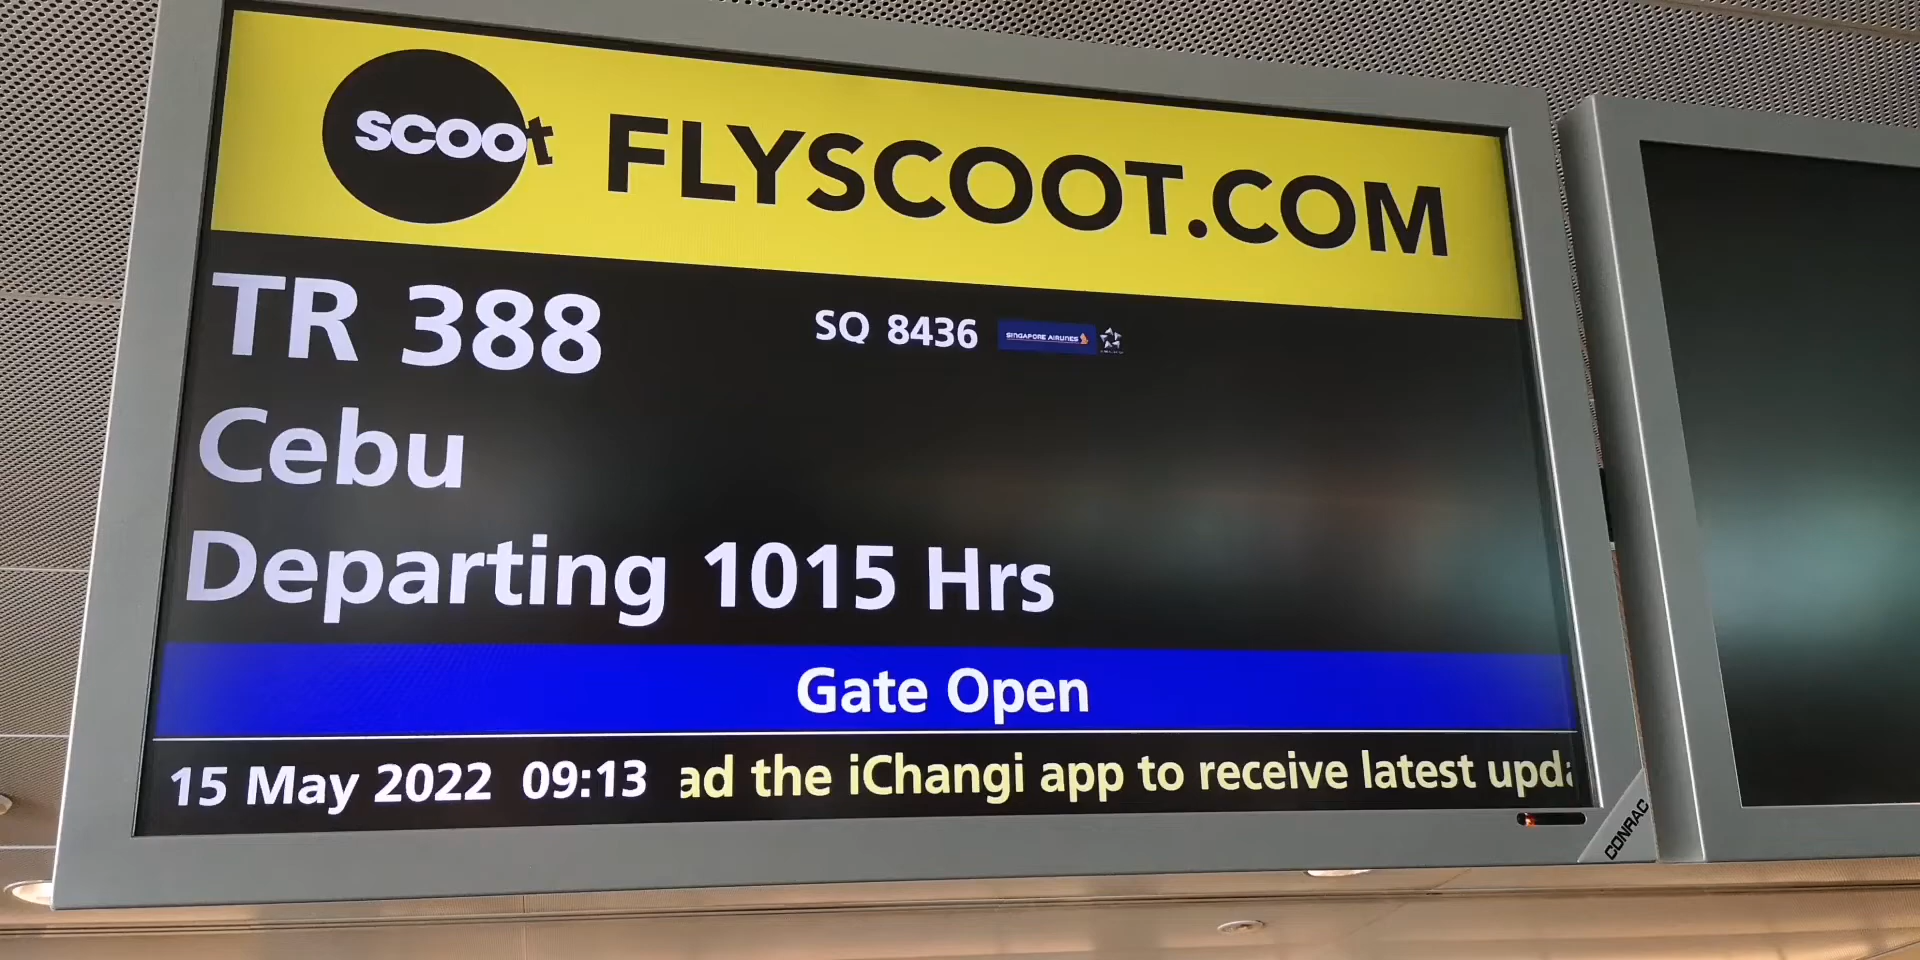 scoot FLYSCOOT.COM
TR 388 SQ 8436 SINGAPORE AIRLINES
Cebu
Departing 1015 Hrs
Gate Open
15 May 2022 09:13 ad the iChangi app to receive latest upda
CONRAC